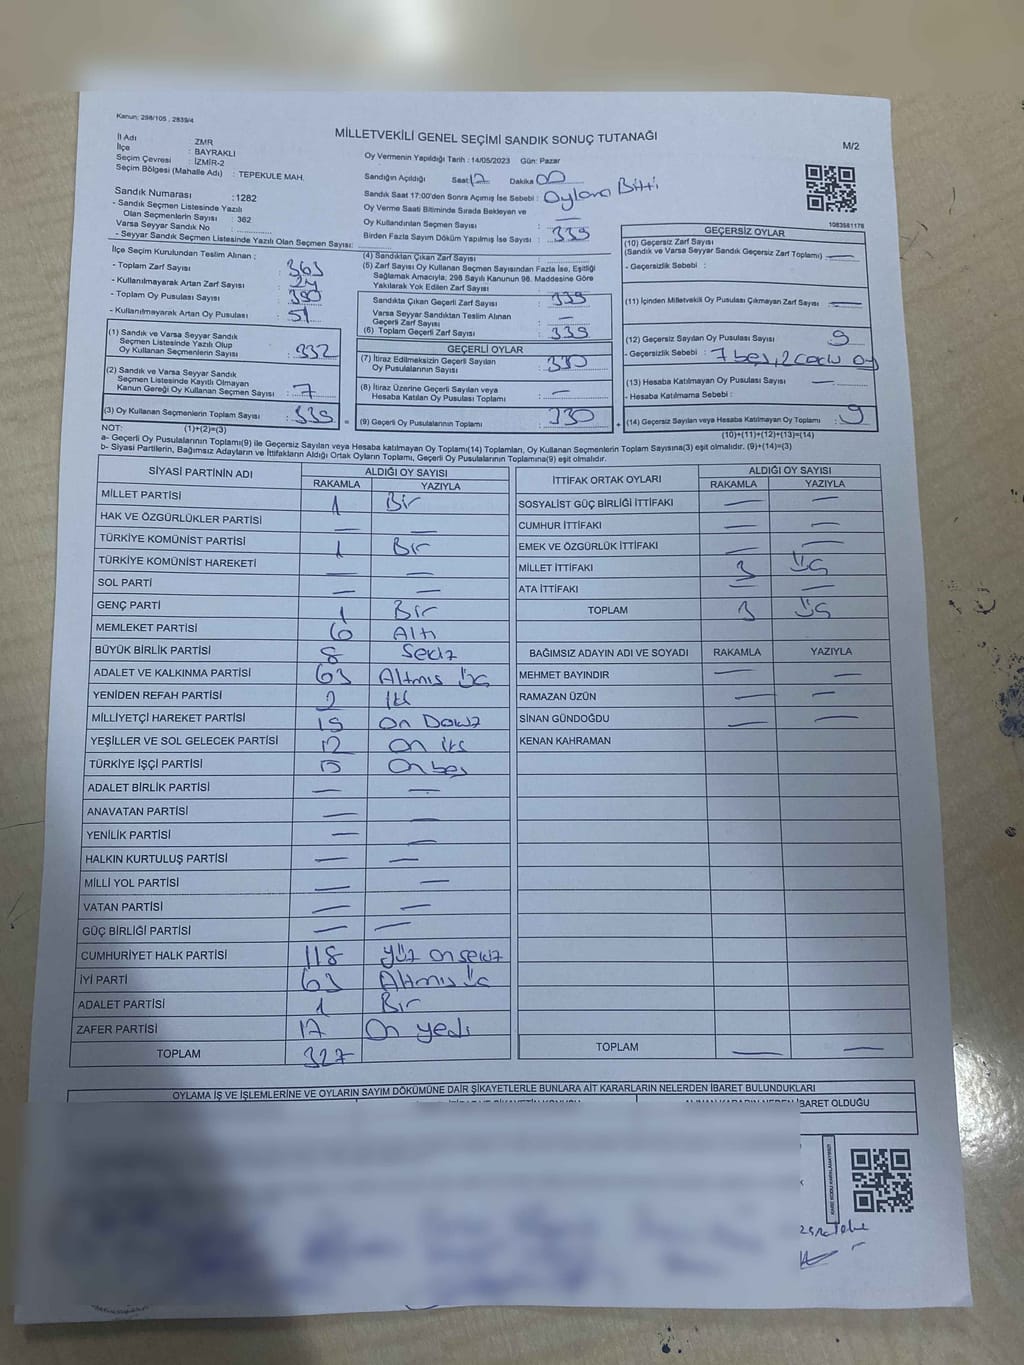 Kanun: 298/105 , 2839/4
MİLLETVEKİLİ GENEL SEÇİMİ SANDIK SONUÇ TUTANAĞI
M/2
İl Adı ZMR
İlçe : BAYRAKLI
Seçim Çevresi : İZMİR-2
Seçim Bölgesi (Mahalle Adı) : TEPEKULE MAH.
Sandık Numarası : 1282
- Sandık Seçmen Listesinde Yazılı
Olan Seçmenlerin Sayısı : 362
Varsa Seyyar Sandık No :
- Seyyar Sandık Seçmen Listesinde Yazılı Olan Seçmen Sayısı:
Oy Vermenin Yapıldığı Tarih : 14/05/2023 Gün: Pazar
Sandığın Açıldığı Saat 17 Dakika 00
Sandık Saat 17:00'den Sonra Açımış İse Sebebi : Oylama Bitti
Oy Verme Saati Bitiminde Sırada Bekleyen ve
Oy Kullandırılan Seçmen Sayısı : —
Birden Fazla Sayım Döküm Yapılmış İse Sayısı : 339
1083581178
İlçe Seçim Kurulundan Teslim Alınan ;
- Toplam Zarf Sayısı : 363
- Kullanılmayarak Artan Zarf Sayısı : 24
- Toplam Oy Pusulası Sayısı : 390
- Kullanılmayarak Artan Oy Pusulası : 51
(1) Sandık ve Varsa Seyyar Sandık
Seçmen Listesinde Yazılı Olup
Oy Kullanan Seçmenlerin Sayısı : 332
(2) Sandık ve Varsa Seyyar Sandık
Seçmen Listesinde Kayıtlı Olmayan
Kanun Gereği Oy Kullanan Seçmen Sayısı : 7
(3) Oy Kullanan Seçmenlerin Toplam Sayısı : 339
(4) Sandıktan Çıkan Zarf Sayısı :
(5) Zarf Sayısı Oy Kullanan Seçmen Sayısından Fazla İse, Eşitliği
Sağlamak Amacıyla; 298 Sayılı Kanunun 98. Maddesine Göre
Yakılarak Yok Edilen Zarf Sayısı :
Sandıkta Çıkan Geçerli Zarf Sayısı : 339
Varsa Seyyar Sandıktan Teslim Alınan
Geçerli Zarf Sayısı : —
(6) Toplam Geçerli Zarf Sayısı : 339
GEÇERLİ OYLAR
(7) İtiraz Edilmeksizin Geçerli Sayılan
Oy Pusulalarının Sayısı : 330
(8) İtiraz Üzerine Geçerli Sayılan veya
Hesaba Katılan Oy Pusulası Toplamı : —
= (9) Geçerli Oy Pusulalarının Toplamı : 330
GEÇERSİZ OYLAR
(10) Geçersiz Zarf Sayısı
(Sandık ve Varsa Seyyar Sandık Geçersiz Zarf Toplamı) : —
- Geçersizlik Sebebi :
(11) İçinden Milletvekili Oy Pusulası Çıkmayan Zarf Sayısı : —
(12) Geçersiz Sayılan Oy Pusulası Sayısı : 9
- Geçersizlik Sebebi : 7 beş, 2 oy
(13) Hesaba Katılmayan Oy Pusulası Sayısı : —
- Hesaba Katılmama Sebebi :
+ (14) Geçersiz Sayılan veya Hesaba Katılmayan Oy Toplamı : 9
NOT: (1)+(2)=(3)
(10)+(11)+(12)+(13)=(14)
a- Geçerli Oy Pusulalarının Toplamı(9) ile Geçersiz Sayılan veya Hesaba katılmayan Oy Toplamı(14) Toplamları, Oy Kullanan Seçmenlerin Toplam Sayısına(3) eşit olmalıdır. (9)+(14)=(3)
b- Siyasi Partilerin, Bağımsız Adayların ve İttifakların Aldığı Ortak Oyların Toplamı, Geçerli Oy Pusulalarının Toplamına(9) eşit olmalıdır.
SİYASİ PARTİNİN ADI ALDIĞI OY SAYISI
RAKAMLA YAZIYLA
MİLLET PARTİSİ 1 Bir
HAK VE ÖZGÜRLÜKLER PARTİSİ — —
TÜRKİYE KOMÜNİST PARTİSİ 1 Bir
TÜRKİYE KOMÜNİST HAREKETİ — —
SOL PARTİ — —
GENÇ PARTİ 1 Bir
MEMLEKET PARTİSİ 6 Altı
BÜYÜK BİRLİK PARTİSİ 8 Sekiz
ADALET VE KALKINMA PARTİSİ 63 Altmış üç
YENİDEN REFAH PARTİSİ 2 İki
MİLLİYETÇİ HAREKET PARTİSİ 19 On Dokuz
YEŞİLLER VE SOL GELECEK PARTİSİ 12 On iki
TÜRKİYE İŞÇİ PARTİSİ 15 On beş
ADALET BİRLİK PARTİSİ — —
ANAVATAN PARTİSİ — —
YENİLİK PARTİSİ — —
HALKIN KURTULUŞ PARTİSİ — —
MİLLİ YOL PARTİSİ — —
VATAN PARTİSİ — —
GÜÇ BİRLİĞİ PARTİSİ — —
CUMHURİYET HALK PARTİSİ 118 Yüz on sekiz
İYİ PARTİ 63 Altmış üç
ADALET PARTİSİ 1 Bir
ZAFER PARTİSİ 17 On yedi
TOPLAM 327
İTTİFAK ORTAK OYLARI ALDIĞI OY SAYISI
RAKAMLA YAZIYLA
SOSYALİST GÜÇ BİRLİĞİ İTTİFAKI — —
CUMHUR İTTİFAKI — —
EMEK VE ÖZGÜRLÜK İTTİFAKI — —
MİLLET İTTİFAKI 3 üç
ATA İTTİFAKI — —
TOPLAM 3 üç
BAĞIMSIZ ADAYIN ADI VE SOYADI RAKAMLA YAZIYLA
MEHMET BAYINDIR — —
RAMAZAN ÜZÜN — —
SİNAN GÜNDOĞDU — —
KENAN KAHRAMAN
TOPLAM — —
OYLAMA İŞ VE İŞLEMLERİNE VE OYLARIN SAYIM DÖKÜMÜNE DAİR ŞİKAYETLERLE BUNLARA AİT KARARLARIN NELERDEN İBARET BULUNDUKLARI
ALINAN KARARIN NEDEN İBARET OLDUĞU